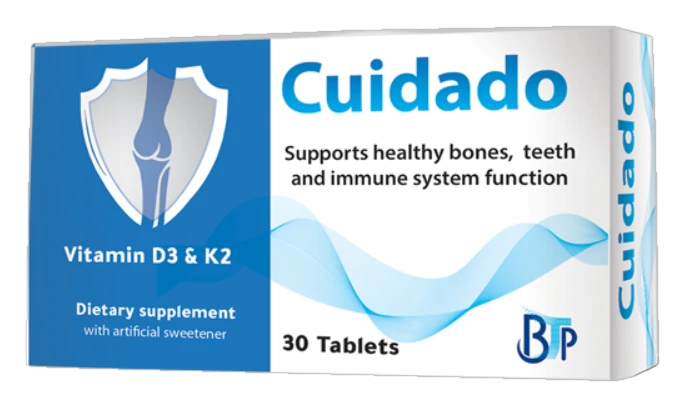 Cuidado
Supports healthy bones, teeth
and immune system function
Vitamin D3 & K2
Dietary supplement
with artificial sweetener
30 Tablets
BTP
Cuidado